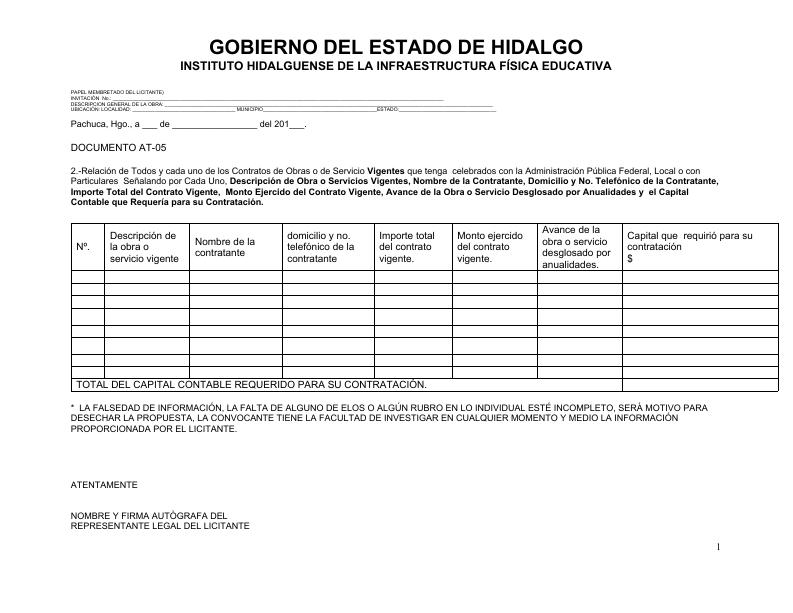 GOBIERNO DEL ESTADO DE HIDALGO
INSTITUTO HIDALGUENSE DE LA INFRAESTRUCTURA FÍSICA EDUCATIVA
PAPEL MEMBRETADO DEL LICITANTE)
INVITACIÓN No.: ____________________
DESCRIPCION GENERAL DE LA OBRA: ____________________
UBICACIÓN: LOCALIDAD: ____________________ MUNICIPIO____________________ESTADO:____________________
Pachuca, Hgo., a ___ de _________________ del 201___.
DOCUMENTO AT-05
2.-Relación de Todos y cada uno de los Contratos de Obras o de Servicio Vigentes que tenga celebrados con la Administración Pública Federal, Local o con
Particulares Señalando por Cada Uno, Descripción de Obra o Servicios Vigentes, Nombre de la Contratante, Domicilio y No. Telefónico de la Contratante,
Importe Total del Contrato Vigente, Monto Ejercido del Contrato Vigente, Avance de la Obra o Servicio Desglosado por Anualidades y el Capital
Contable que Requería para su Contratación.
Nº.
Descripción de
la obra o
servicio vigente
Nombre de la
contratante
domicilio y no.
telefónico de la
contratante
Importe total
del contrato
vigente.
Monto ejercido
del contrato
vigente.
Avance de la
obra o servicio
desglosado por
anualidades.
Capital que requirió para su
contratación
$
TOTAL DEL CAPITAL CONTABLE REQUERIDO PARA SU CONTRATACIÓN.
* LA FALSEDAD DE INFORMACIÓN, LA FALTA DE ALGUNO DE ELOS O ALGÚN RUBRO EN LO INDIVIDUAL ESTÉ INCOMPLETO, SERÁ MOTIVO PARA
DESECHAR LA PROPUESTA, LA CONVOCANTE TIENE LA FACULTAD DE INVESTIGAR EN CUALQUIER MOMENTO Y MEDIO LA INFORMACIÓN
PROPORCIONADA POR EL LICITANTE.
ATENTAMENTE
NOMBRE Y FIRMA AUTÓGRAFA DEL
REPRESENTANTE LEGAL DEL LICITANTE
1